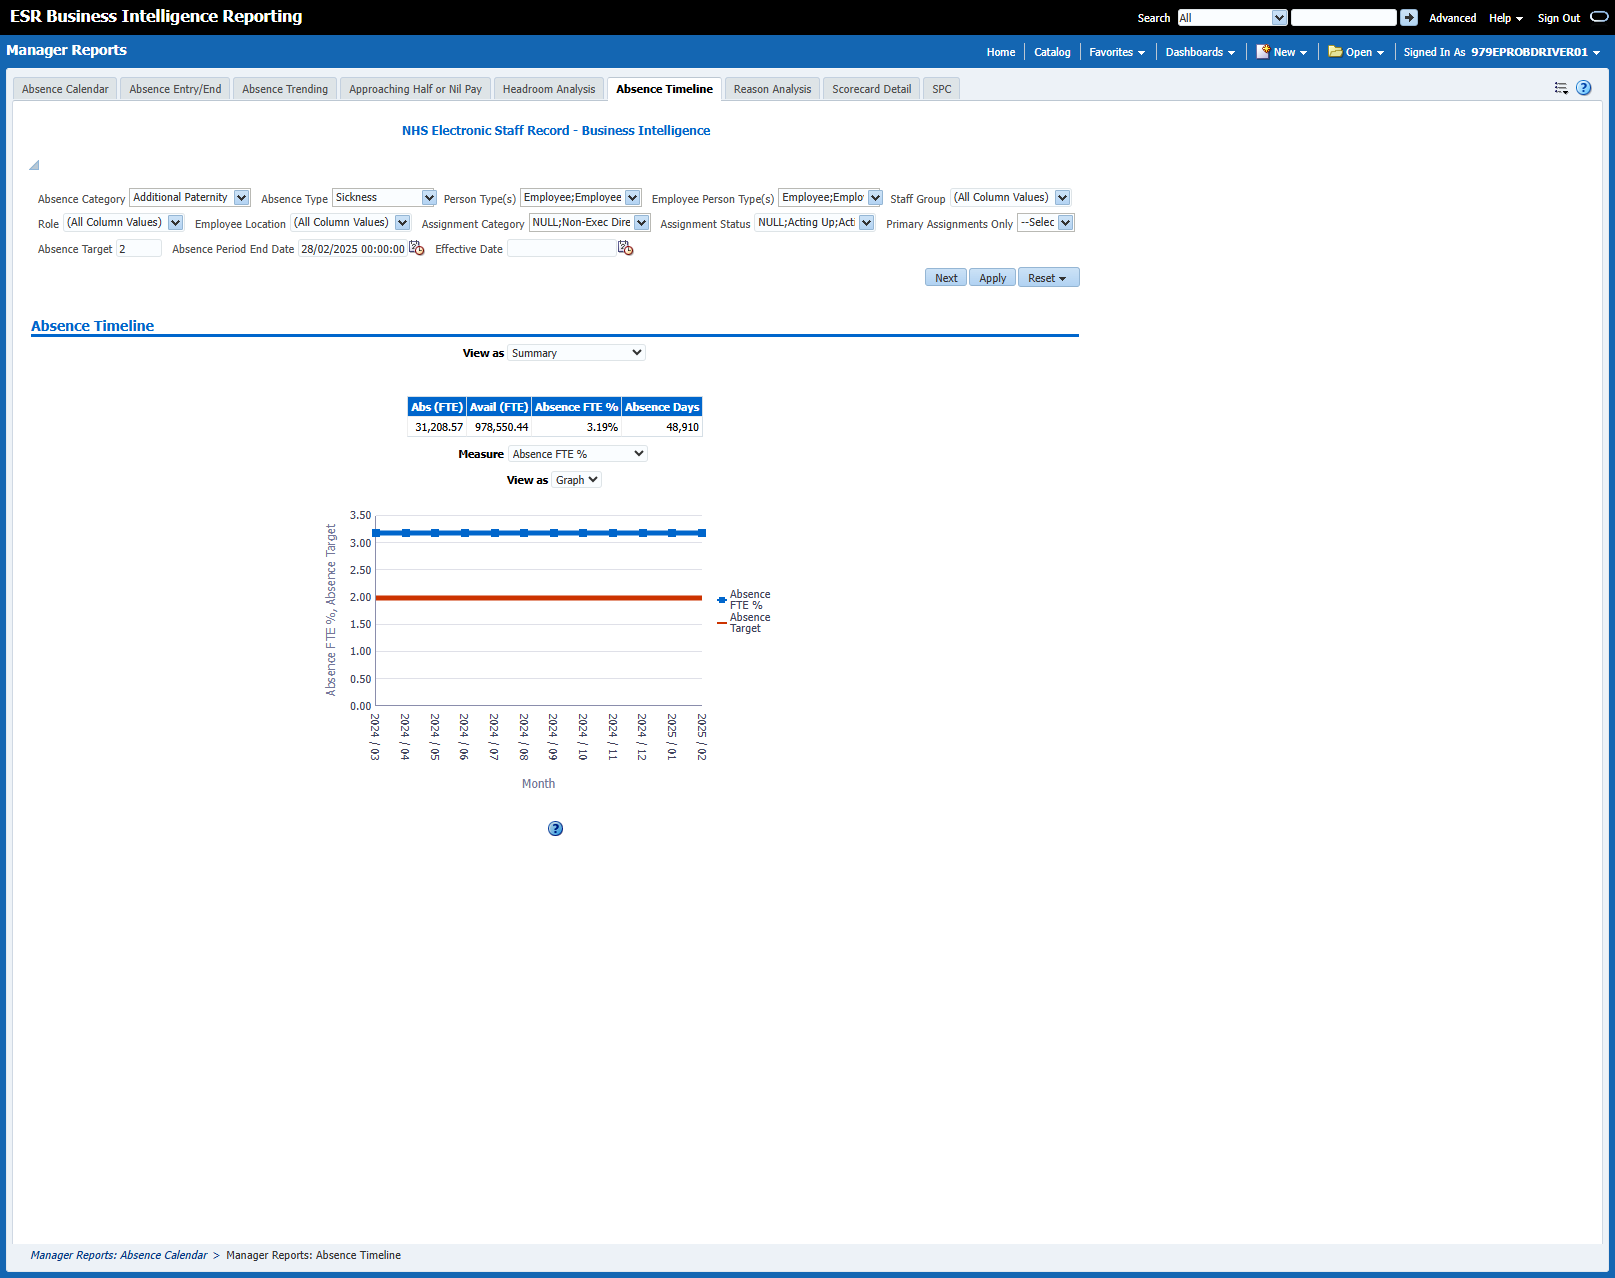 ESR Business Intelligence Reporting
Search All Advanced Help Sign Out
Manager Reports
Home Catalog Favorites Dashboards New Open Signed In As 979EPROBDRIVER01
Absence Calendar Absence Entry/End Absence Trending Approaching Half or Nil Pay Headroom Analysis Absence Timeline Reason Analysis Scorecard Detail SPC
NHS Electronic Staff Record - Business Intelligence
Absence Category Additional Paternity Absence Type Sickness Person Type(s) Employee;Employee Employee Person Type(s) Employee;Emplo Staff Group (All Column Values)
Role (All Column Values) Employee Location (All Column Values) Assignment Category NULL;Non-Exec Dire Assignment Status NULL;Acting Up;Acti Primary Assignments Only --Selec
Absence Target 2 Absence Period End Date 28/02/2025 00:00:00 Effective Date
Next Apply Reset
Absence Timeline
View as Summary
Abs (FTE) Avail (FTE) Absence FTE % Absence Days
31,208.57 978,550.44 3.19% 48,910
Measure Absence FTE %
View as Graph
Absence FTE %, Absence Target
3.50
3.00
2.50
2.00
1.50
1.00
0.50
0.00
Absence
FTE %
Absence
Target
2024 / 03
2024 / 04
2024 / 05
2024 / 06
2024 / 07
2024 / 08
2024 / 09
2024 / 10
2024 / 11
2024 / 12
2025 / 01
2025 / 02
Month
?
Manager Reports: Absence Calendar > Manager Reports: Absence Timeline